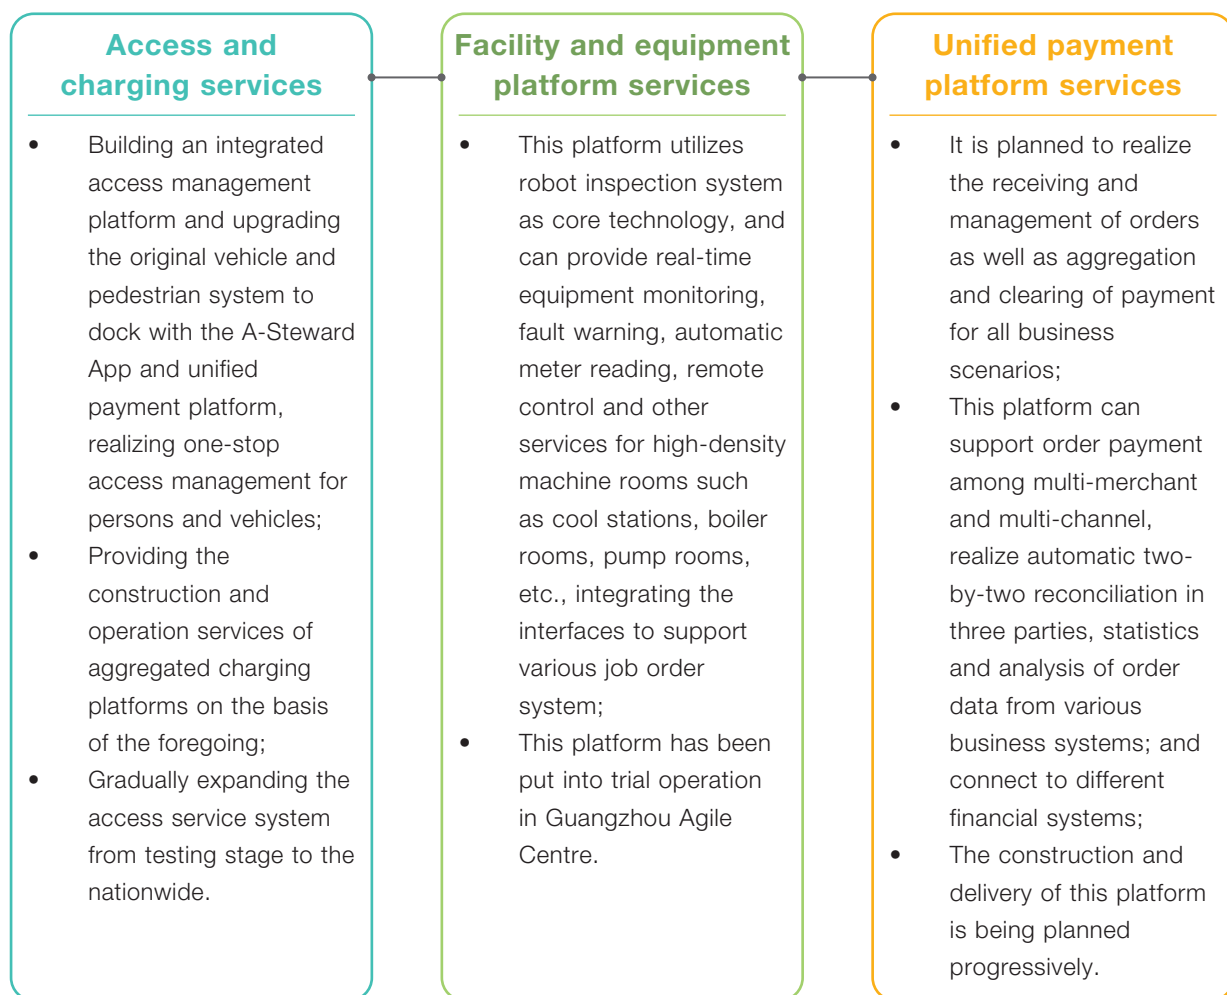 Access and
charging services
• Building an integrated
access management
platform and upgrading
the original vehicle and
pedestrian system to
dock with the A-Steward
App and unified
payment platform,
realizing one-stop
access management for
persons and vehicles;
• Providing the
construction and
operation services of
aggregated charging
platforms on the basis
of the foregoing;
• Gradually expanding the
access service system
from testing stage to the
nationwide.
Facility and equipment
platform services
• This platform utilizes
robot inspection system
as core technology, and
can provide real-time
equipment monitoring,
fault warning, automatic
meter reading, remote
control and other
services for high-density
machine rooms such
as cool stations, boiler
rooms, pump rooms,
etc., integrating the
interfaces to support
various job order
system;
• This platform has been
put into trial operation
in Guangzhou Agile
Centre.
Unified payment
platform services
• It is planned to realize
the receiving and
management of orders
as well as aggregation
and clearing of payment
for all business
scenarios;
• This platform can
support order payment
among multi-merchant
and multi-channel,
realize automatic two-
by-two reconciliation in
three parties, statistics
and analysis of order
data from various
business systems; and
connect to different
financial systems;
• The construction and
delivery of this platform
is being planned
progressively.